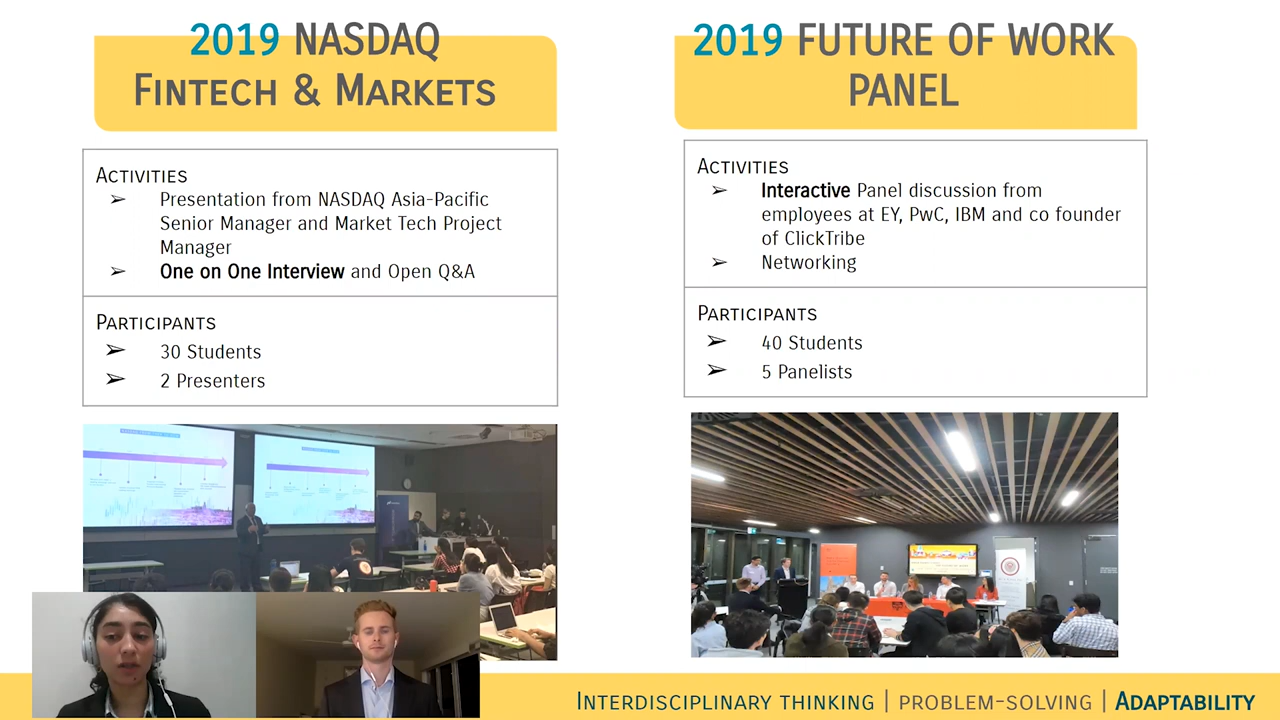 2019 NASDAQ
FINTECH & MARKETS
ACTIVITIES
➢ Presentation from NASDAQ Asia-Pacific
Senior Manager and Market Tech Project
Manager
➢ One on One Interview and Open Q&A
PARTICIPANTS
➢ 30 Students
➢ 2 Presenters
2019 FUTURE OF WORK
PANEL
ACTIVITIES
➢ Interactive Panel discussion from
employees at EY, PwC, IBM and co founder
of ClickTribe
➢ Networking
PARTICIPANTS
➢ 40 Students
➢ 5 Panelists
INTERDISCIPLINARY THINKING | PROBLEM-SOLVING | ADAPTABILITY